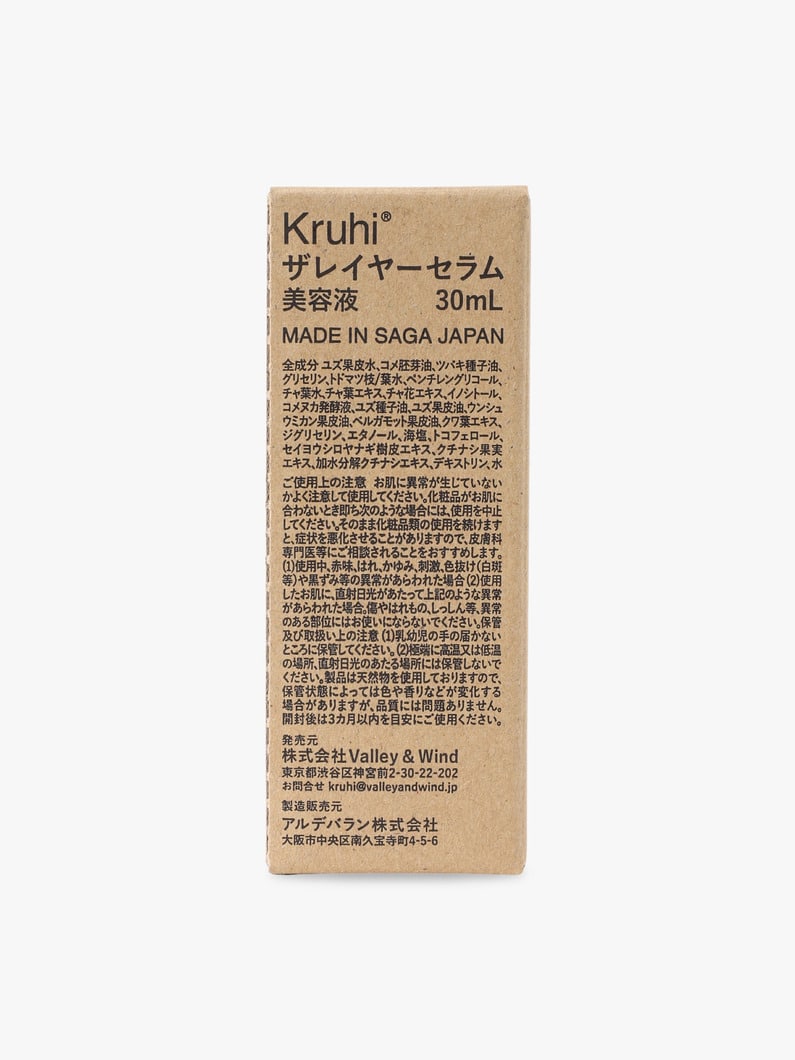 Kruhi®
ザレイヤーセラム
美容液 30mL
MADE IN SAGA JAPAN
全成分 ユズ果皮水、コメ胚芽油、ツバキ種子油、
グリセリン、トドマツ枝/葉水、ペンチレングリコール、
チャ葉水、チャ葉エキス、チャ花エキス、イノシトール、
コメヌカ発酵液、ユズ種子油、ユズ果皮油、ウンシュ
ウミカン果皮油、ベルガモット果皮油、クワ葉エキス、
ジグリセリン、エタノール、海塩、トコフェロール、
セイヨウシロヤナギ樹皮エキス、クチナシ果実
エキス、加水分解クチナシエキス、デキストリン、水
ご使用上の注意 お肌に異常が生じていない
かよく注意して使用してください。化粧品がお肌に
合わないとき即ち次のような場合には、使用を中止
してください。そのまま化粧品類の使用を続けます
と、症状を悪化させることがありますので、皮膚科
専門医等にご相談されることをおすすめします。
(1)使用中、赤味、はれ、かゆみ、刺激、色抜け(白斑
等)や黒ずみ等の異常があらわれた場合 (2)使用
したお肌に、直射日光があたって上記のような異常
があらわれた場合。傷やはれもの、しっしん等、異常
のある部位にはお使いにならないでください。保管
及び取扱い上の注意 (1)乳幼児の手の届かない
ところに保管してください。(2)極端に高温又は低温
の場所、直射日光のあたる場所には保管しないで
ください。製品は天然物を使用しておりますので、
保管状態によっては色や香りなどが変化する
場合がありますが、品質には問題ありません。
開封後は3カ月以内を目安にご使用ください。
発売元
株式会社Valley & Wind
東京都渋谷区神宮前2-30-22-202
お問合せ kruhi@valleyandwind.jp
製造販売元
アルデバラン株式会社
大阪市中央区南久宝寺町4-5-6